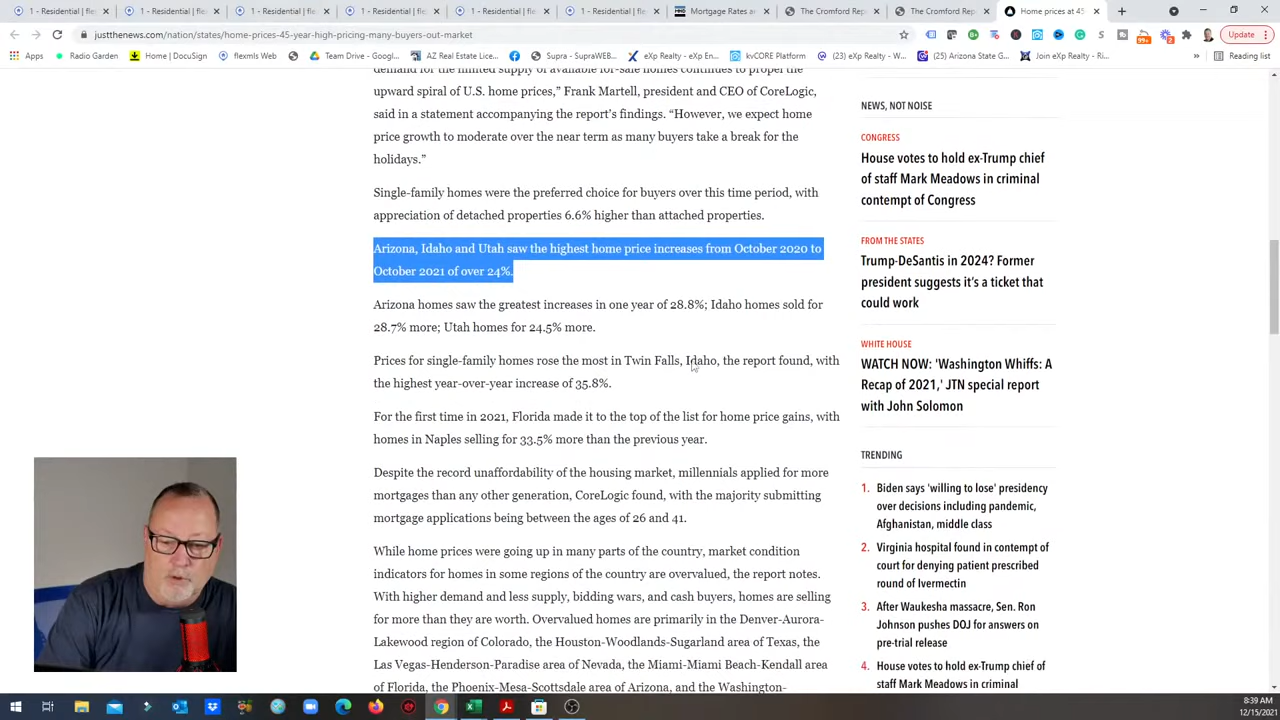 1 - Residential | flex
1 - Residential | flex
1 - Residential | flex
1 - Residential | flex
1 - Residential | flex
Mortgage Rates ar
The Cromford Repo
The Cromford Repo
Home prices at 45
justthenews.com/nation/states/home-prices-45-year-high-pricing-many-buyers-out-market
Update
Radio Garden
Home | DocuSign
flexmls Web
Team Drive - Googl...
AZ Real Estate Lice...
Supra - SupraWEB...
eXp Realty - eXp En...
kvCORE Platform
(23) eXp Realty - W...
(25) Arizona State G...
Join eXp Realty - Ri...
Reading list
demand for the limited supply of available for-sale homes continues to propel the
upward spiral of U.S. home prices,” Frank Martell, president and CEO of CoreLogic,
said in a statement accompanying the report's findings. “However, we expect home
price growth to moderate over the near term as many buyers take a break for the
holidays.”
Single-family homes were the preferred choice for buyers over this time period, with
appreciation of detached properties 6.6% higher than attached properties.
Arizona, Idaho and Utah saw the highest home price increases from October 2020 to
October 2021 of over 24%.
Arizona homes saw the greatest increases in one year of 28.8%; Idaho homes sold for
28.7% more; Utah homes for 24.5% more.
Prices for single-family homes rose the most in Twin Falls, Idaho, the report found, with
the highest year-over-year increase of 35.8%.
For the first time in 2021, Florida made it to the top of the list for home price gains, with
homes in Naples selling for 33.5% more than the previous year.
Despite the record unaffordability of the housing market, millennials applied for more
mortgages than any other generation, CoreLogic found, with the majority submitting
mortgage applications being between the ages of 26 and 41.
While home prices were going up in many parts of the country, market condition
indicators for homes in some regions of the country are overvalued, the report notes.
With higher demand and less supply, bidding wars, and cash buyers, homes are selling
for more than they are worth. Overvalued homes are primarily in the Denver-Aurora-
Lakewood region of Colorado, the Houston-Woodlands-Sugarland area of Texas, the
Las Vegas-Henderson-Paradise area of Nevada, the Miami-Miami Beach-Kendall area
of Florida, the Phoenix-Mesa-Scottsdale area of Arizona, and the Washington-
NEWS, NOT NOISE
CONGRESS
House votes to hold ex-Trump chief
of staff Mark Meadows in criminal
contempt of Congress
FROM THE STATES
Trump-DeSantis in 2024? Former
president suggests it's a ticket that
could work
WHITE HOUSE
WATCH NOW: 'Washington Whiffs: A
Recap of 2021,' JTN special report
with John Solomon
TRENDING
1. Biden says 'willing to lose' presidency
over decisions including pandemic,
Afghanistan, middle class
2. Virginia hospital found in contempt of
court for denying patient prescribed
round of Ivermectin
3. After Waukesha massacre, Sen. Ron
Johnson pushes DOJ for answers on
pre-trial release
4. House votes to hold ex-Trump chief of
staff Mark Meadows in criminal
8:39 AM
12/15/2021